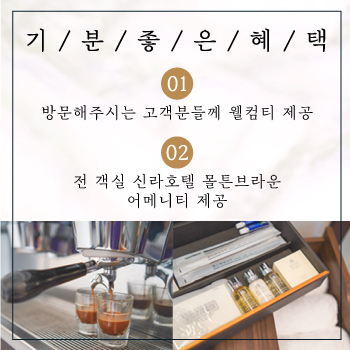 기/분/좋/은/혜/택
01
방문해주시는 고객분들께 웰컴티 제공
02
전 객실 신라호텔 몰튼브라운
어메니티 제공